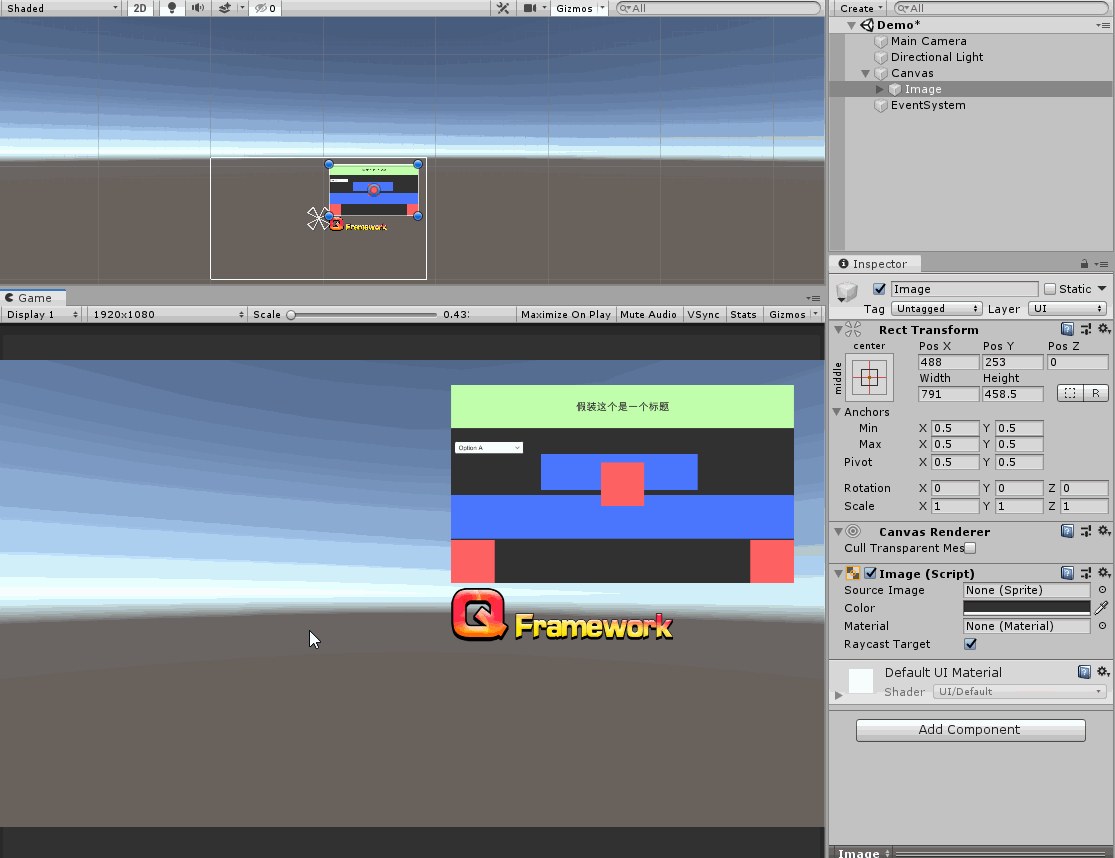 Shaded 2D 0 Gizmos All
Create All
Demo*
Main Camera
Directional Light
Canvas
Image
EventSystem
Framework
Game
Display 1 1920x1080 Scale 0.43: Maximize On Play Mute Audio VSync Stats Gizmos
假装这个是一个标题
Option A
Q Framework
Inspector
Image Static
Tag Untagged Layer UI
Rect Transform
center Pos X Pos Y Pos Z
middle 488 253 0
Width Height
791 458.5 R
Anchors
Min X 0.5 Y 0.5
Max X 0.5 Y 0.5
Pivot X 0.5 Y 0.5
Rotation X 0 Y 0 Z 0
Scale X 1 Y 1 Z 1
Canvas Renderer
Cull Transparent Mes
Image (Script)
Source Image None (Sprite)
Color
Material None (Material)
Raycast Target
Default UI Material
Shader UI/Default
Add Component
Image